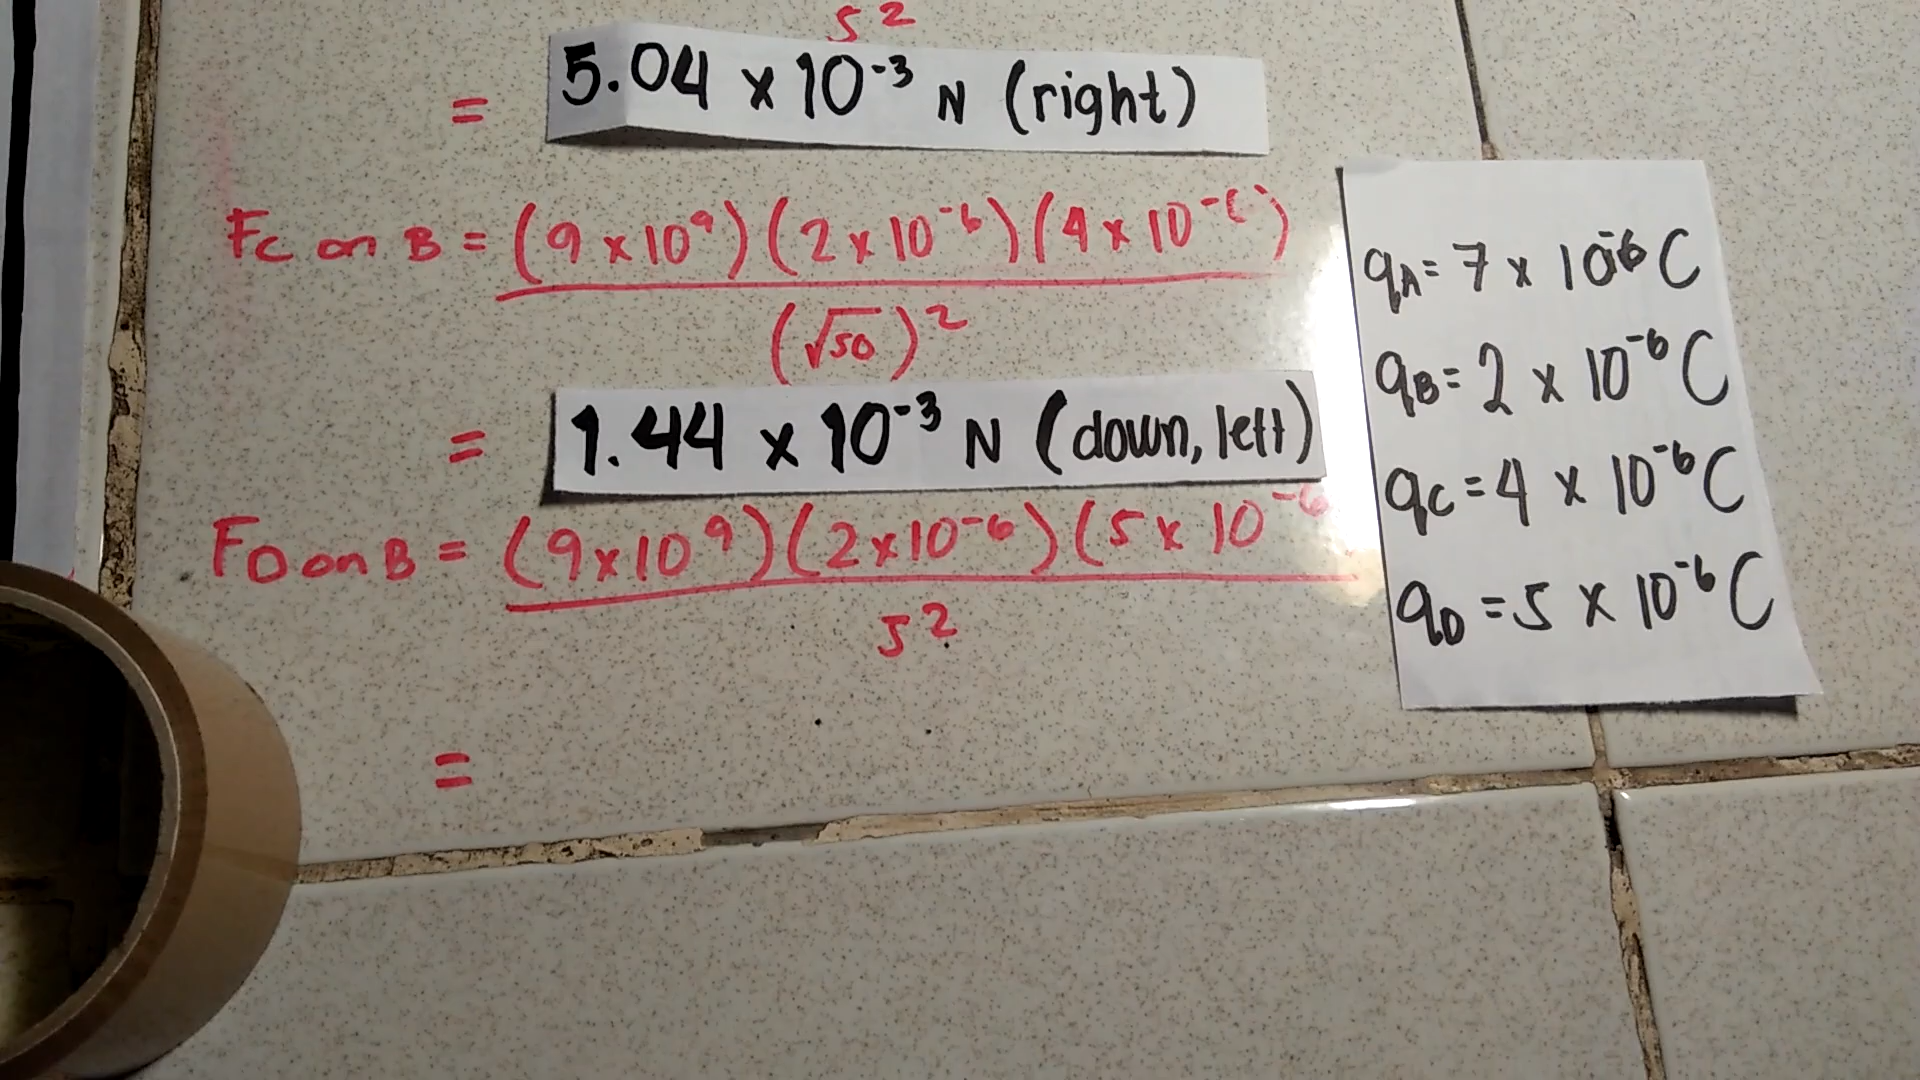 5²
= 5.04 x 10⁻³ N (right)
Fc on B = (9 x 10⁹) (2 x 10⁻⁶) (4 x 10⁻⁶)
(√50)²
= 1.44 x 10⁻³ N (down, left)
FD on B = (9x10⁹) (2x10⁻⁶) (5 x 10⁻⁶
5²
=
qA = 7 x 10⁻⁶ C
qB = 2 x 10⁻⁶ C
qC = 4 x 10⁻⁶ C
qD = 5 x 10⁻⁶ C